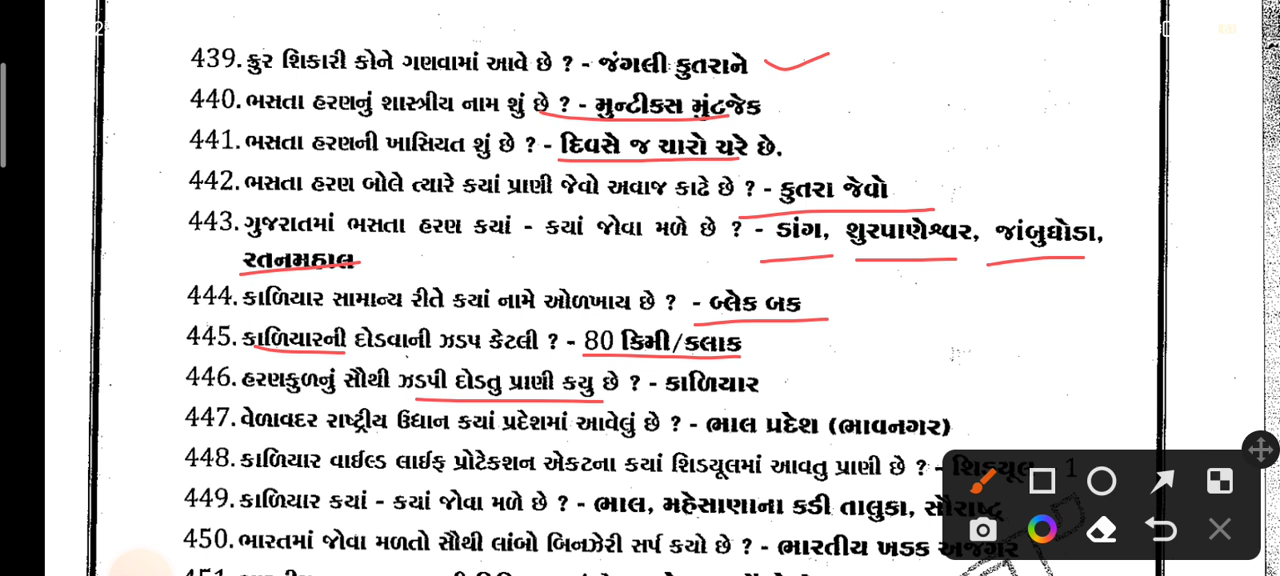 439. ક્રુર શિકારી કોને ગણવામાં આવે છે ? - જંગલી કુતરાને
440. ભસતા હરણનું શાસ્ત્રીય નામ શું છે ? - મુન્ટીકસ મુંટજેક
441. ભસતા હરણની ખાસિયત શું છે ? - દિવસે જ ચારો ચરે છે.
442. ભસતા હરણ બોલે ત્યારે કયાં પ્રાણી જેવો અવાજ કાઢે છે ? - કુતરા જેવો
443. ગુજરાતમાં ભસતા હરણ કયાં - કયાં જોવા મળે છે ? - ડાંગ, શુરપાણેશ્વર, જાંબુઘોડા,
રતનમહાલ
444. કાળિયાર સામાન્ય રીતે કયાં નામે ઓળખાય છે ? - બ્લેક બક
445. કાળિયારની દોડવાની ઝડપ કેટલી ? - 80 કિમી/કલાક
446. હરણકુળનું સૌથી ઝડપી દોડતુ પ્રાણી કયુ છે ? - કાળિયાર
447. વેળાવદર રાષ્ટ્રીય ઉધાન કયાં પ્રદેશમાં આવેલું છે ? - ભાલ પ્રદેશ (ભાવનગર)
448. કાળિયાર વાઈલ્ડ લાઈફ પ્રોટેકશન એકટના કયાં શિડયૂલમાં આવતુ પ્રાણી છે ? - શિડયૂલ 1
449. કાળિયાર કયાં - કયાં જોવા મળે છે ? - ભાલ, મહેસાણાના કડી તાલુકા, સૌરાષ્ટ્ર
450. ભારતમાં જોવા મળતો સૌથી લાંબો બિનઝેરી સર્પ કયો છે ? - ભારતીય ખડક અજગર